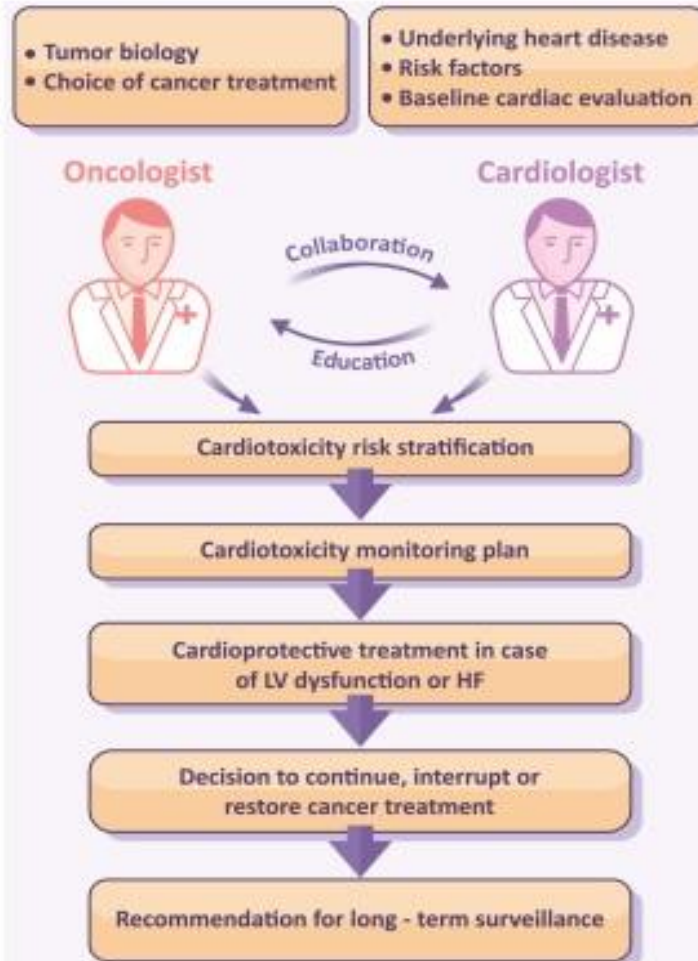 • Tumor biology
• Choice of cancer treatment
• Underlying heart disease
• Risk factors
• Baseline cardiac evaluation
Oncologist
Cardiologist
Collaboration
Education
Cardiotoxicity risk stratification
Cardiotoxicity monitoring plan
Cardioprotective treatment in case
of LV dysfunction or HF
Decision to continue, interrupt or
restore cancer treatment
Recommendation for long - term surveillance